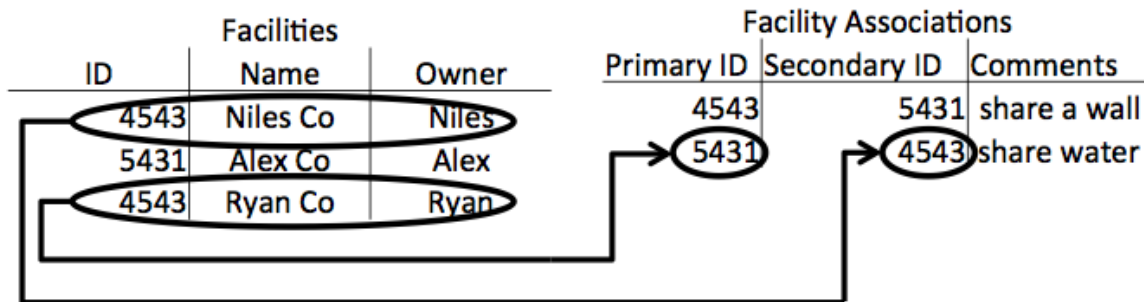 Facilities
ID Name Owner
4543 Niles Co Niles
5431 Alex Co Alex
4543 Ryan Co Ryan
Facility Associations
Primary ID Secondary ID Comments
4543 5431 share a wall
5431 4543 share water